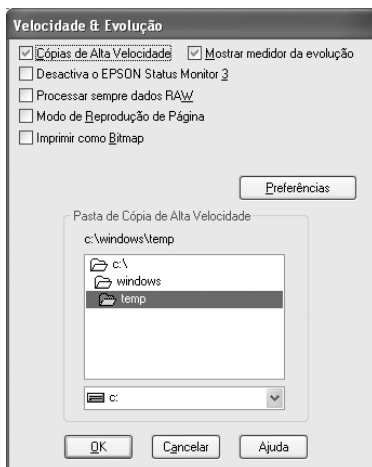 Velocidade & Evolução
Cópias de Alta Velocidade Mostrar medidor da evolução
Desactiva o EPSON Status Monitor 3
Processar sempre dados RAW
Modo de Reprodução de Página
Imprimir como Bitmap
Preferências
Pasta de Cópia de Alta Velocidade
c:\windows\temp
c:\
windows
temp
c:
OK Cancelar Ajuda